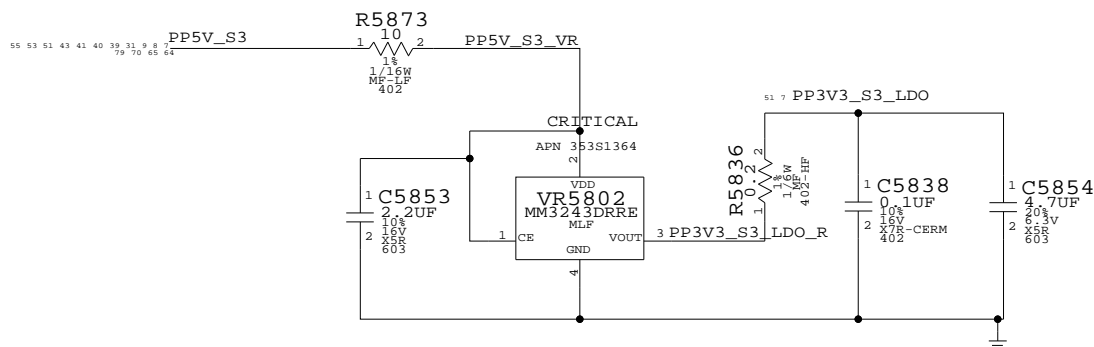 R5873
10
PP5V_S3
1
2
PP5V_S3_VR
55 53 51 43 41 40 39 31 9 8 7
79 70 65 64
1%
1/16W
MF-LF
402
51 7 PP3V3_S3_LDO
CRITICAL
APN 353S1364
2
VDD
VR5802
MM3243DRRE
MLF
1
CE
VOUT
GND
4
3
PP3V3_S3_LDO_R
1
C5853
2.2UF
10%
16V
X5R
603
2
R5836
0.2
1%
1/6W
MF
402-HF
2
1
1
C5838
0.1UF
10%
16V
X7R-CERM
402
2
1
C5854
4.7UF
20%
6.3V
X5R
603
2